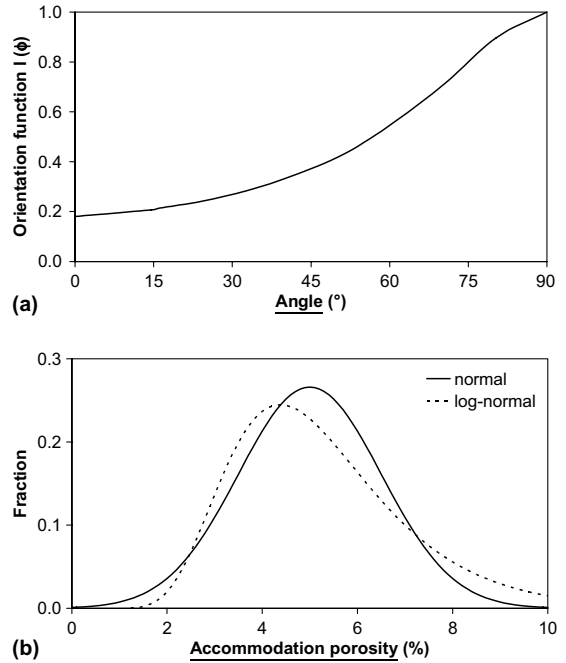 1.0
0.8
0.6
0.4
0.2
0.0
Orientation function I (ϕ)
0 15 30 45 60 75 90
Angle (°)
(a)
0.3
0.2
0.1
0.0
Fraction
normal
log-normal
0 2 4 6 8 10
Accommodation porosity (%)
(b)